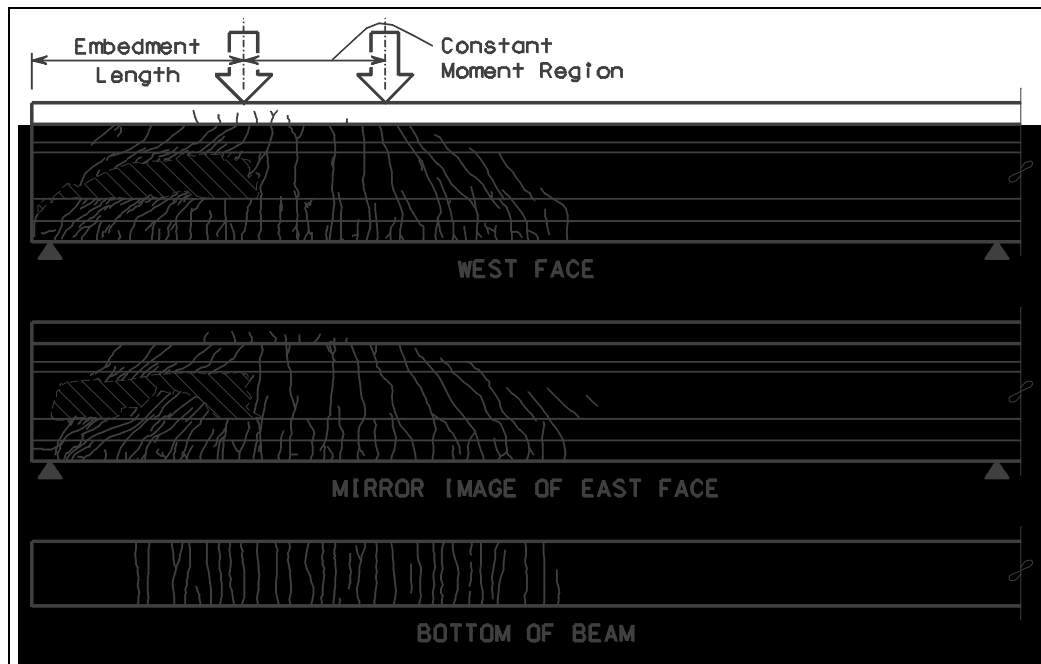 Embedment
Length
Constant
Moment Region
WEST FACE
MIRROR IMAGE OF EAST FACE
BOTTOM OF BEAM